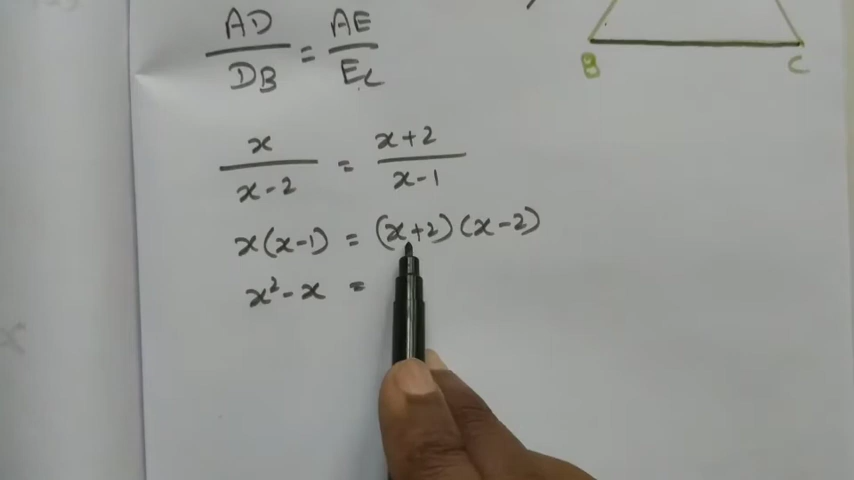 AD/DB = AE/EC
B C
x/(x-2) = (x+2)/(x-1)
x(x-1) = (x+2)(x-2)
x² - x =